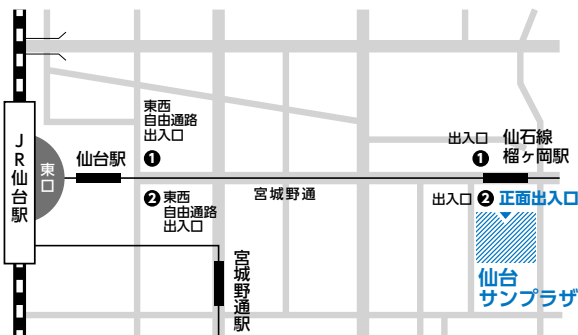 東西
自由通路
出入口
❶
仙台駅
JR仙台駅
東口
出入口
❶
仙石線
榴ヶ岡駅
宮城野通
❷
東西
自由通路
出入口
出入口
❷
正面出入口
仙台
サンプラザ
宮城野通駅